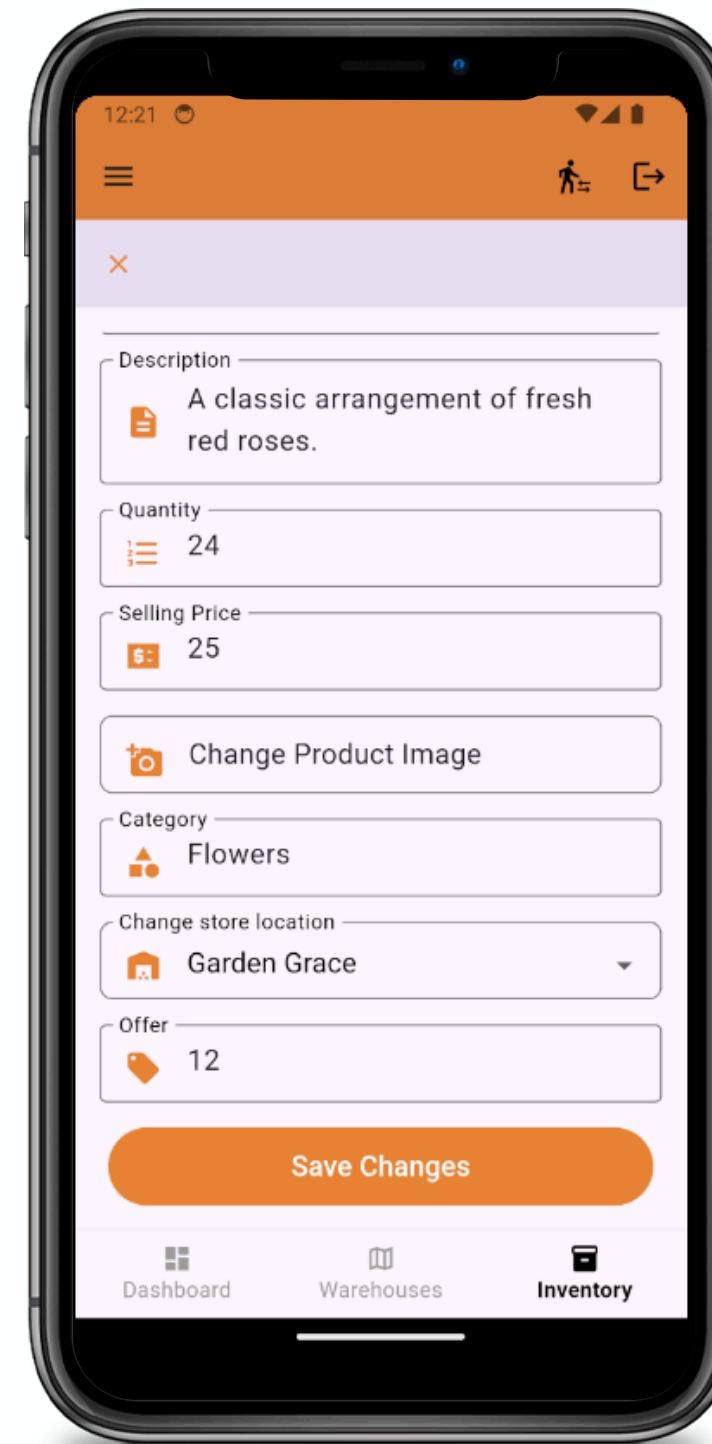 12:21
Description
A classic arrangement of fresh
red roses.
Quantity
24
Selling Price
25
Change Product Image
Category
Flowers
Change store location
Garden Grace
Offer
12
Save Changes
Dashboard
Warehouses
Inventory